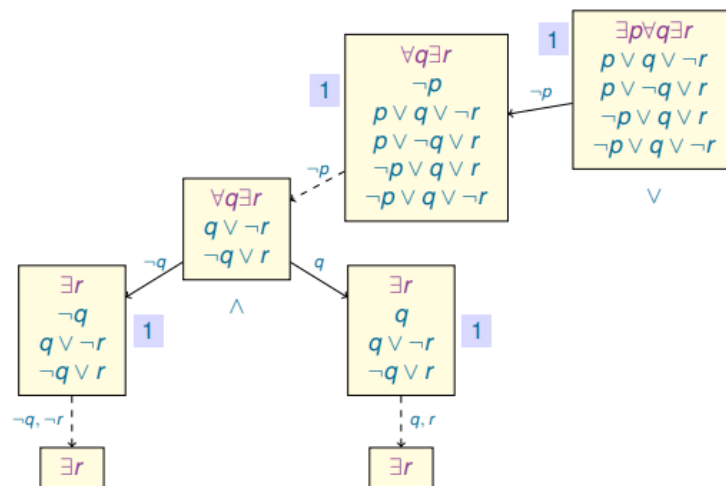 1
∃p∀q∃r
p ∨ q ∨ ¬r
p ∨ ¬q ∨ r
¬p ∨ q ∨ r
¬p ∨ q ∨ ¬r
∨
¬p
1
∀q∃r
¬p
p ∨ q ∨ ¬r
p ∨ ¬q ∨ r
¬p ∨ q ∨ r
¬p ∨ q ∨ ¬r
¬p
∀q∃r
q ∨ ¬r
¬q ∨ r
∧
¬q
q
∃r
¬q
q ∨ ¬r
¬q ∨ r
1
∃r
q
q ∨ ¬r
¬q ∨ r
1
¬q, ¬r
q, r
∃r
∃r